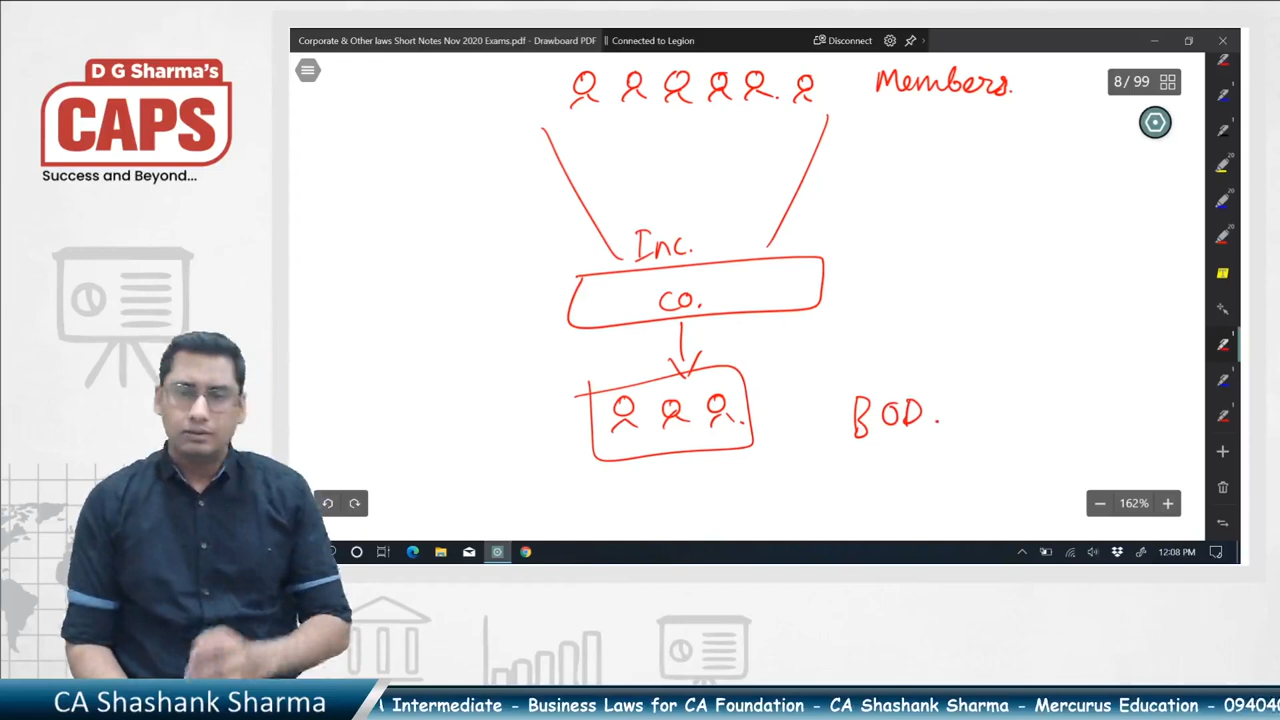 D G Sharma's
CAPS
Success and Beyond...
Corporate & Other laws Short Notes Nov 2020 Exams.pdf - Drawboard PDF
Connected to Legion
Disconnect
8 / 99
Members.
Inc.
CO.
BOD.
162%
12:08 PM
CA Shashank Sharma
A Intermediate - Business Laws for CA Foundation - CA Shashank Sharma - Mercurus Education - 09404